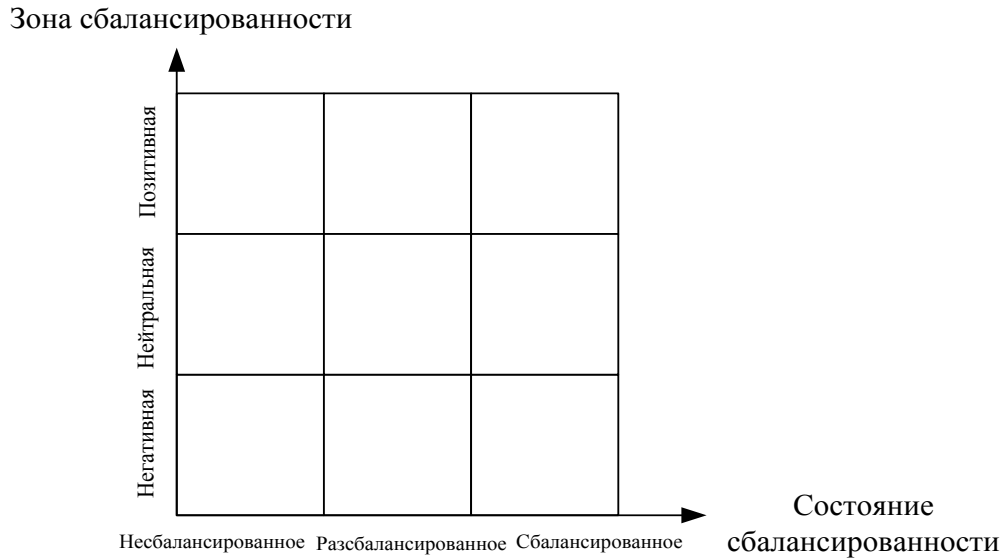 Зона сбалансированности
Позитивная
Нейтральная
Негативная
Несбалансированное Разсбалансированное Сбалансированное
Состояние
сбалансированности